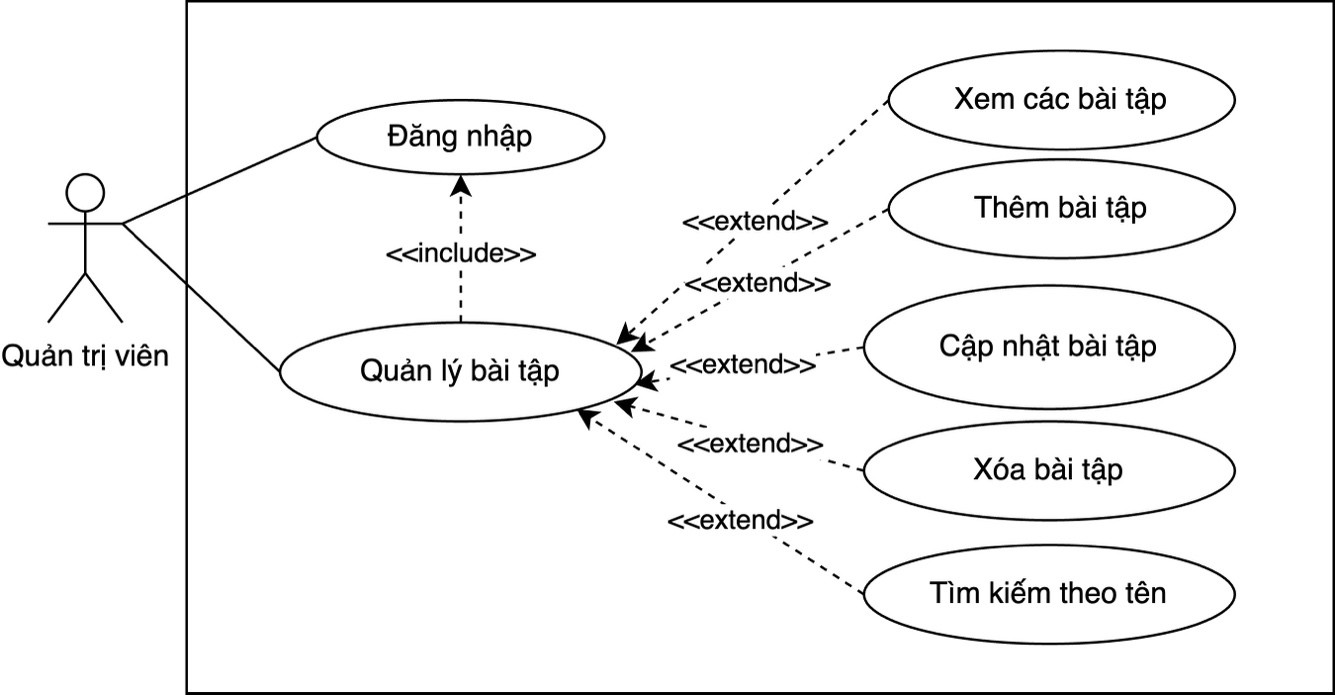 Xem các bài tập
Đăng nhập
Thêm bài tập
<<extend>>
<<include>>
<<extend>>
Quản trị viên
Quản lý bài tập
<<extend>>
Cập nhật bài tập
<<extend>>
Xóa bài tập
<<extend>>
Tìm kiếm theo tên